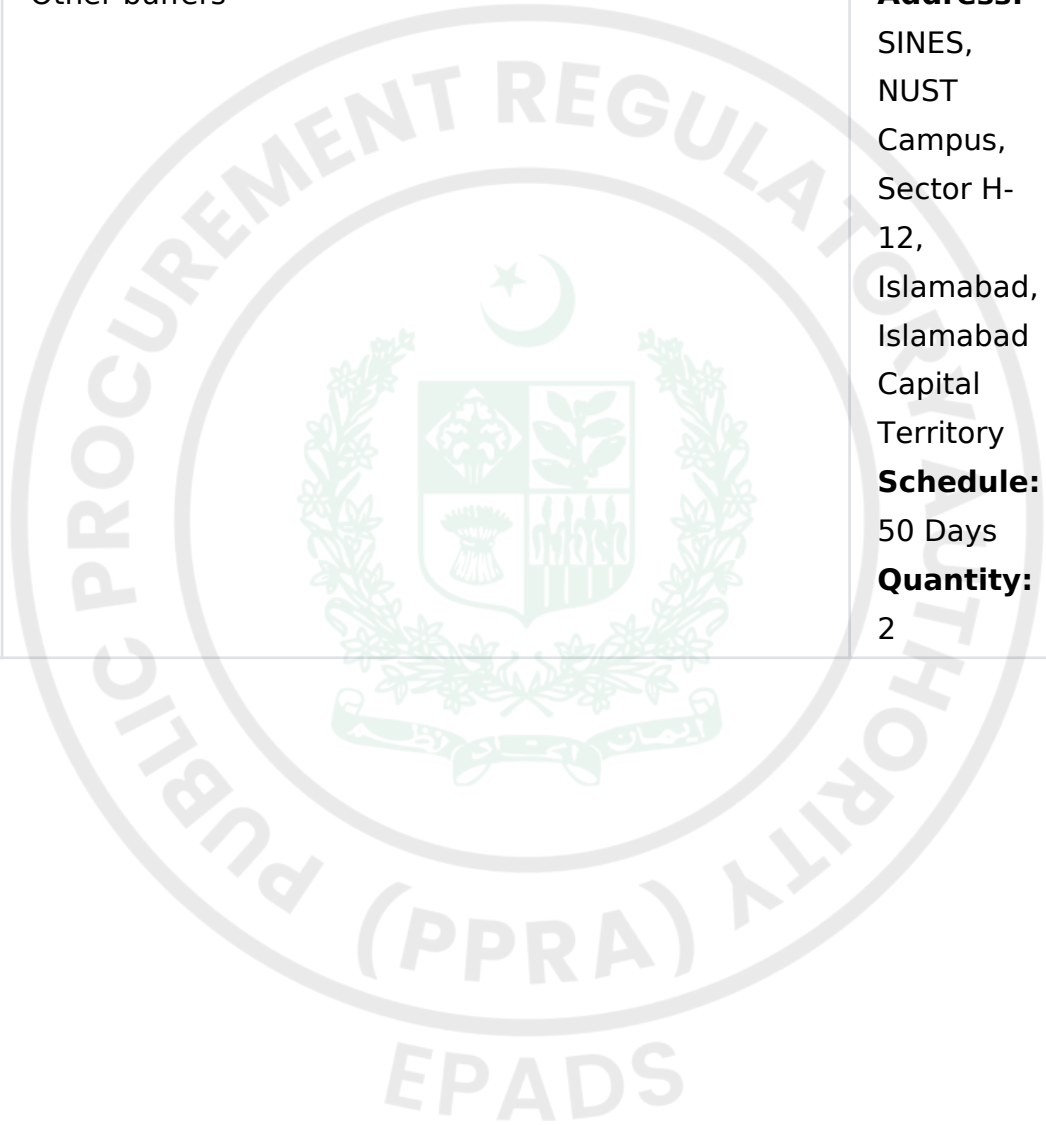 Other buffers
Address:
SINES,
NUST
Campus,
Sector H-
12,
Islamabad,
Islamabad
Capital
Territory
Schedule:
50 Days
Quantity:
2
PUBLIC PROCUREMENT REGULATORY AUTHORITY
(PPRA)
EPADS